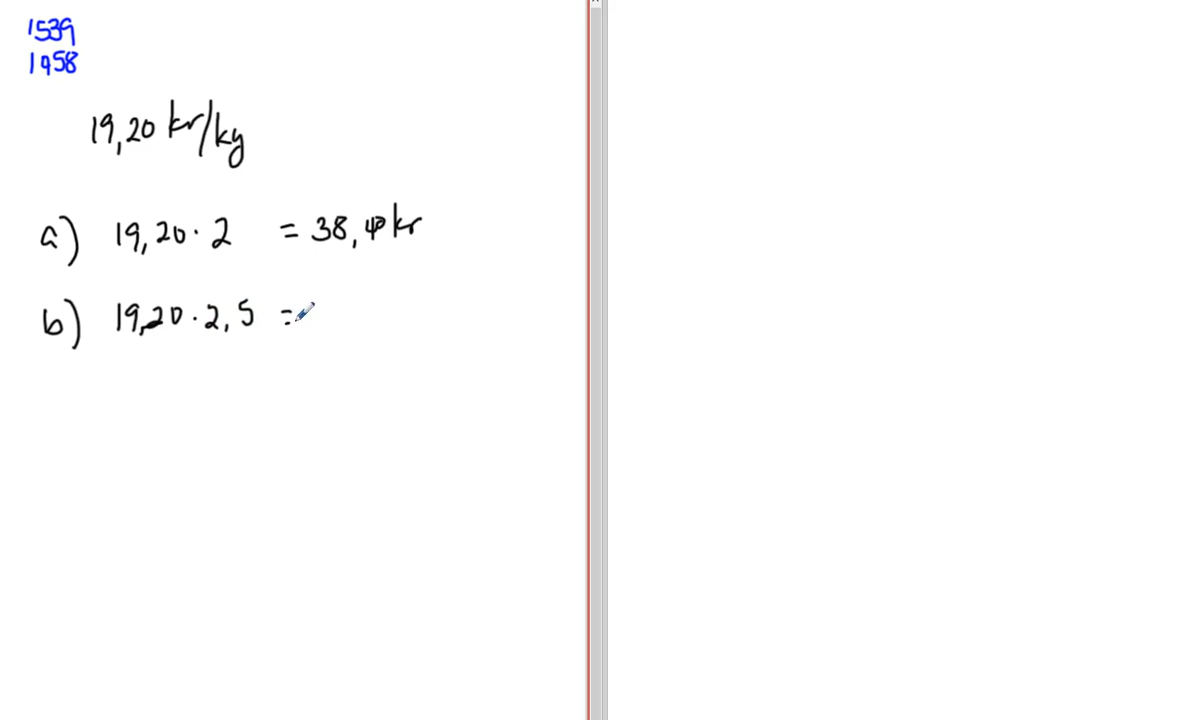 1539
1958
19,20 kr/kg
a) 19,20 · 2 = 38,40 kr
b) 19,20 · 2,5 =